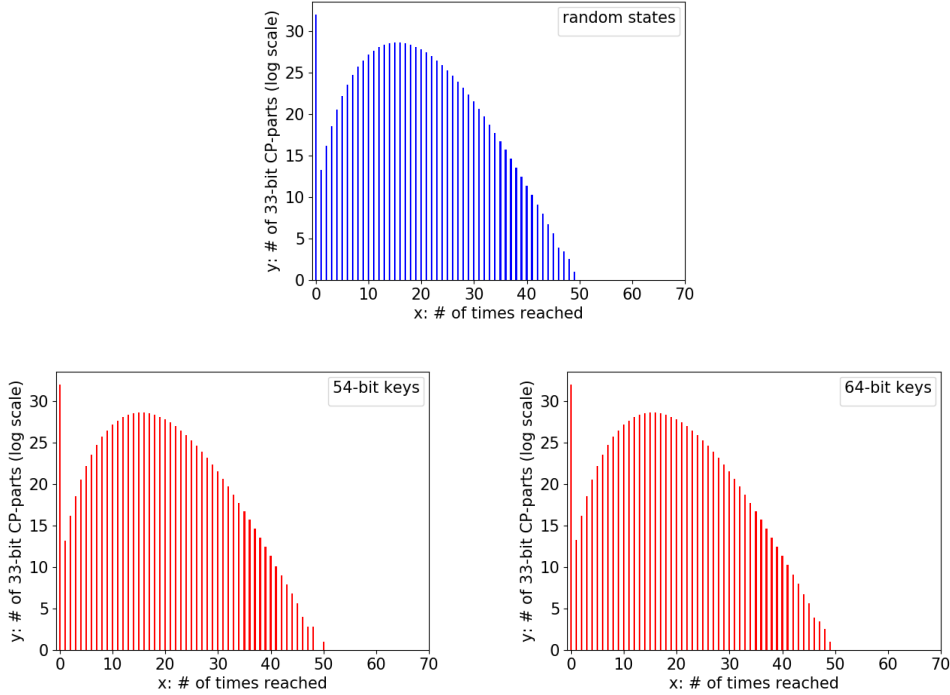 random states
y: # of 33-bit CP-parts (log scale)
30
25
20
15
10
5
0
0 10 20 30 40 50 60 70
x: # of times reached
54-bit keys
y: # of 33-bit CP-parts (log scale)
30
25
20
15
10
5
0
0 10 20 30 40 50 60 70
x: # of times reached
64-bit keys
y: # of 33-bit CP-parts (log scale)
30
25
20
15
10
5
0
0 10 20 30 40 50 60 70
x: # of times reached